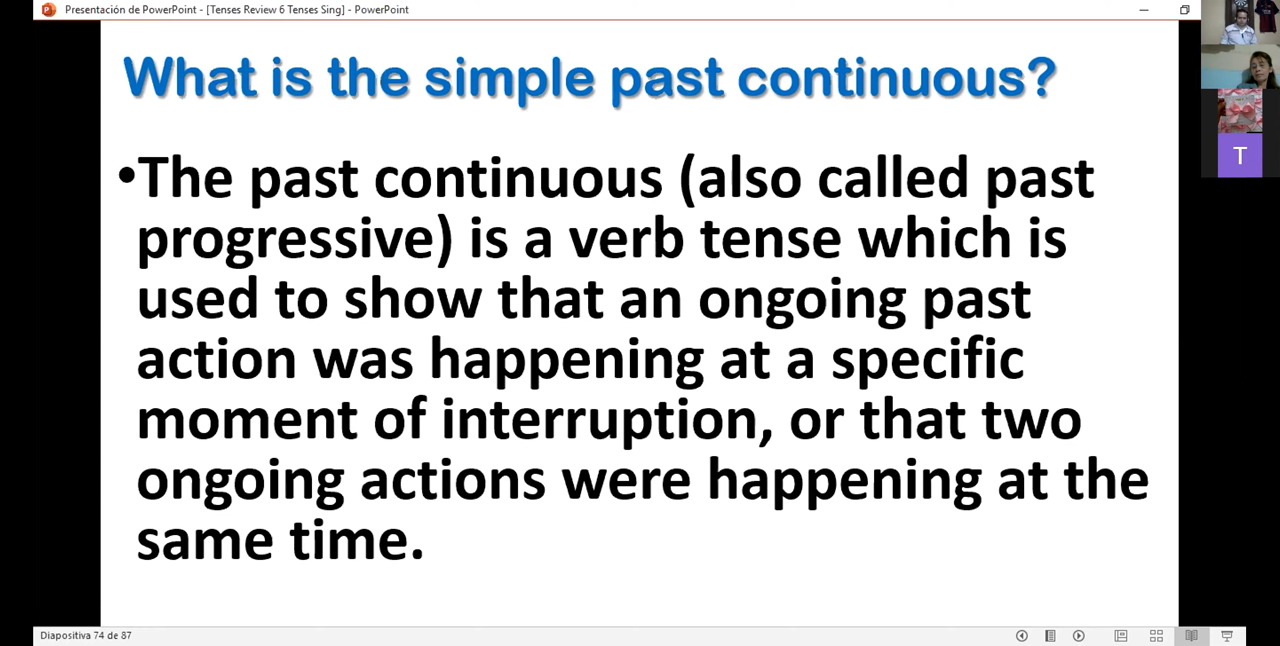 Presentación de PowerPoint - [Tenses Review 6 Tenses Sing] - PowerPoint
What is the simple past continuous?
•The past continuous (also called past
progressive) is a verb tense which is
used to show that an ongoing past
action was happening at a specific
moment of interruption, or that two
ongoing actions were happening at the
same time.
T
Diapositiva 74 de 87